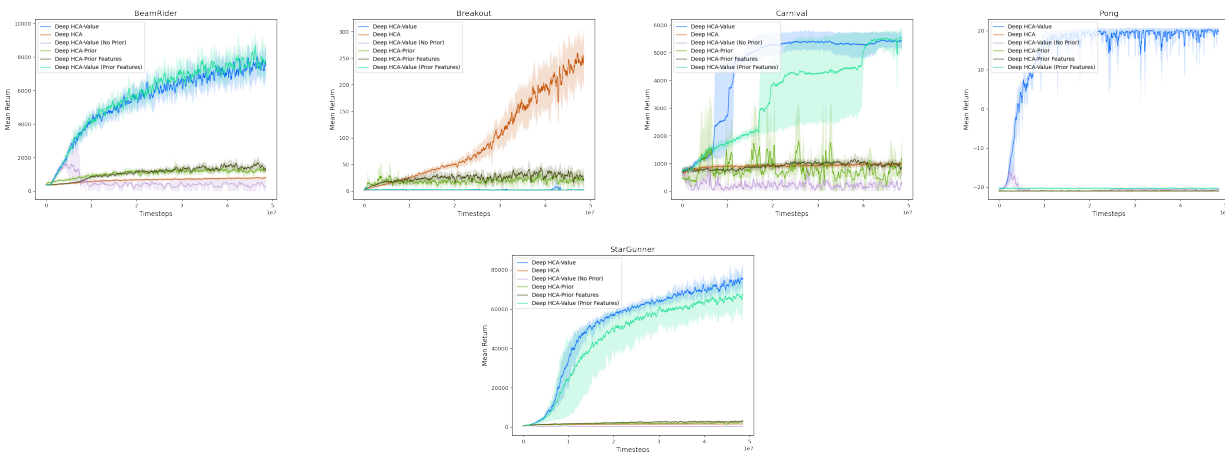 BeamRider
Mean Return
10000
8000
6000
4000
2000
0
Deep HCA-Value
Deep HCA
Deep HCA-Value (No Prior)
Deep HCA-Prior
Deep HCA-Prior Features
Deep HCA-Value (Prior Features)
0 1 2 3 4 5
1e7
Timesteps
Breakout
Mean Return
300
250
200
150
100
50
0
Deep HCA-Value
Deep HCA
Deep HCA-Value (No Prior)
Deep HCA-Prior
Deep HCA-Prior Features
Deep HCA-Value (Prior Features)
0 1 2 3 4 5
1e7
Timesteps
Carnival
Mean Return
6000
5000
4000
3000
2000
1000
0
Deep HCA-Value
Deep HCA
Deep HCA-Value (No Prior)
Deep HCA-Prior
Deep HCA-Prior Features
Deep HCA-Value (Prior Features)
0 1 2 3 4 5
1e7
Timesteps
Pong
Mean Return
20
10
0
−10
−20
Deep HCA-Value
Deep HCA
Deep HCA-Value (No Prior)
Deep HCA-Prior
Deep HCA-Prior Features
Deep HCA-Value (Prior Features)
0 1 2 3 4
Timesteps
StarGunner
Mean Return
80000
60000
40000
20000
0
Deep HCA-Value
Deep HCA
Deep HCA-Value (No Prior)
Deep HCA-Prior
Deep HCA-Prior Features
Deep HCA-Value (Prior Features)
0 1 2 3 4 5
1e7
Timesteps